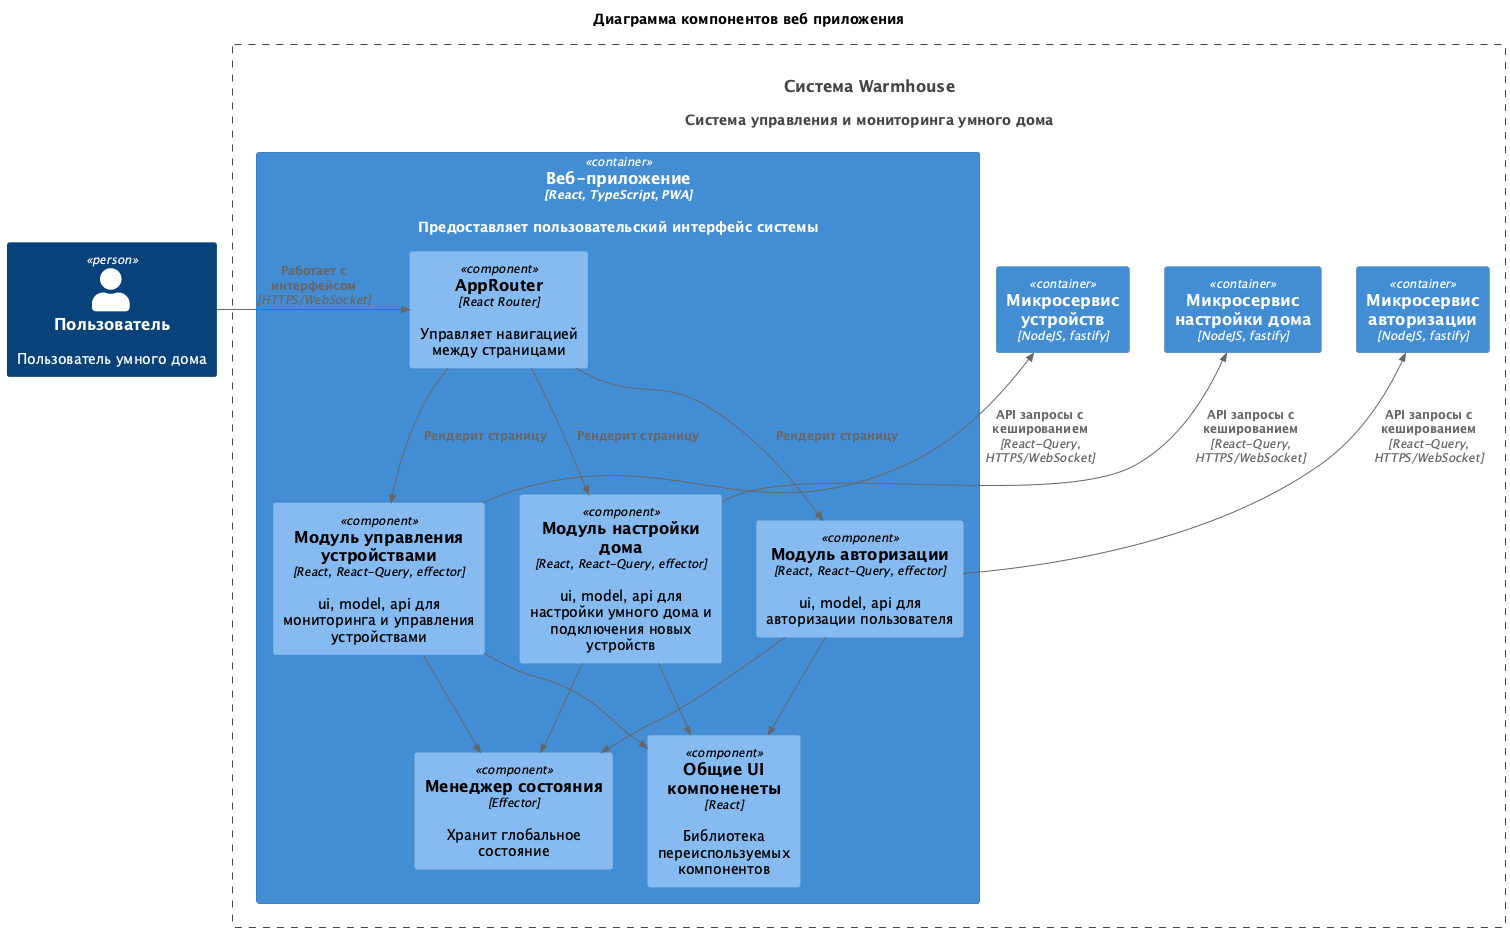 Диаграмма компонентов веб приложения
Система Warmhouse
Система управления и мониторинга умного дома
«container»
Веб-приложение
[React, TypeScript, PWA]
Предоставляет пользовательский интерфейс системы
«person»
Пользователь
Пользователь умного дома
Работает с
интерфейсом
[HTTPS/WebSocket]
«component»
AppRouter
[React Router]
Управляет навигацией
между страницами
«container»
Микросервис
устройств
[NodeJS, fastify]
«container»
Микросервис
настройки дома
[NodeJS, fastify]
«container»
Микросервис
авторизации
[NodeJS, fastify]
Рендерит страницу
Рендерит страницу
Рендерит страницу
API запросы с
кешированием
[React-Query,
HTTPS/WebSocket]
API запросы с
кешированием
[React-Query,
HTTPS/WebSocket]
API запросы с
кешированием
[React-Query,
HTTPS/WebSocket]
«component»
Модуль управления
устройствами
[React, React-Query, effector]
ui, model, api для
мониторинга и управления
устройствами
«component»
Модуль настройки
дома
[React, React-Query, effector]
ui, model, api для
настройки умного дома и
подключения новых
устройств
«component»
Модуль авторизации
[React, React-Query, effector]
ui, model, api для
авторизации пользователя
«component»
Менеджер состояния
[Effector]
Хранит глобальное
состояние
«component»
Общие UI
компоненеты
[React]
Библиотека
переиспользуемых
компонентов